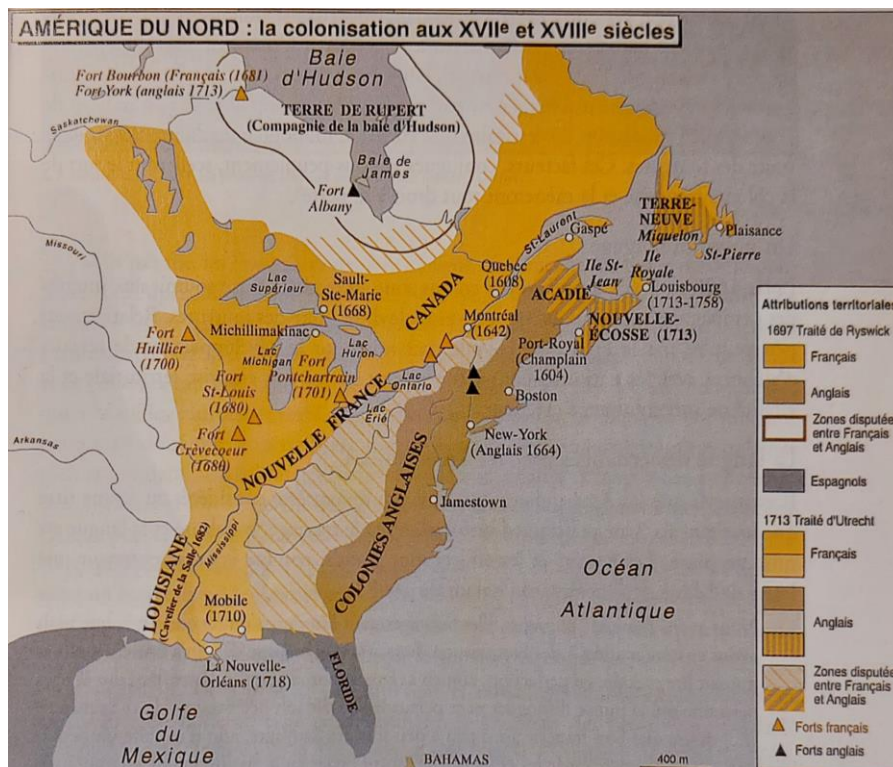 AMÉRIQUE DU NORD : la colonisation aux XVIIe et XVIIIe siècles
Baie
d'Hudson
Fort Bourbon (Français (1681)
Fort York (anglais 1713)
TERRE DE RUPERT
(Compagnie de la baie d'Hudson)
Saskatchewan
Baie de
James
Fort
Albany
TERRE-
NEUVE
Miquelon
Plaisance
St-Pierre
St-Laurent
Gaspé
Ile St-
Jean
Ile
Royale
Missouri
Lac
Supérieur
Sault-
Ste-Marie
(1668)
Quebec
(1608)
CANADA
ACADIE
Louisbourg
(1713-1758)
NOUVELLE-
ÉCOSSE (1713)
Montréal
(1642)
Fort
Huillier
(1700)
Michillimakinac
Lac
Michigan
Lac
Huron
Fort
Pontchartrain
(1701)
Lac
Ontario
Port-Royal
(Champlain
1604)
Fort
St-Louis
(1680)
Lac
Érié
Boston
Fort
Crèvecoeur
(1680)
NOUVELLE FRANCE
New-York
(Anglais 1664)
Arkansas
Jamestown
COLONIES ANGLAISES
Mississippi
LOUISIANE
(Cavelier de la Salle 1682)
Mobile
(1710)
Océan
Atlantique
La Nouvelle-
Orléans (1718)
FLORIDE
Golfe
du
Mexique
BAHAMAS
400 m
Attributions territoriales
1697 Traité de Ryswick
Français
Anglais
Zones disputée
entre Français
et Anglais
Espagnols
1713 Traité d'Utrecht
Français
Anglais
Zones disputée
entre Français
et Anglais
Forts français
Forts anglais